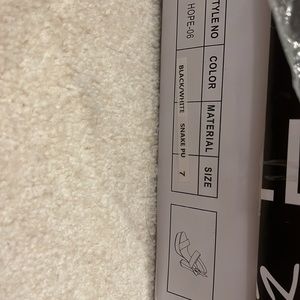 STYLE NO COLOR MATERIAL SIZE
HOPE-06 BLACK/WHITE SNAKE PU 7